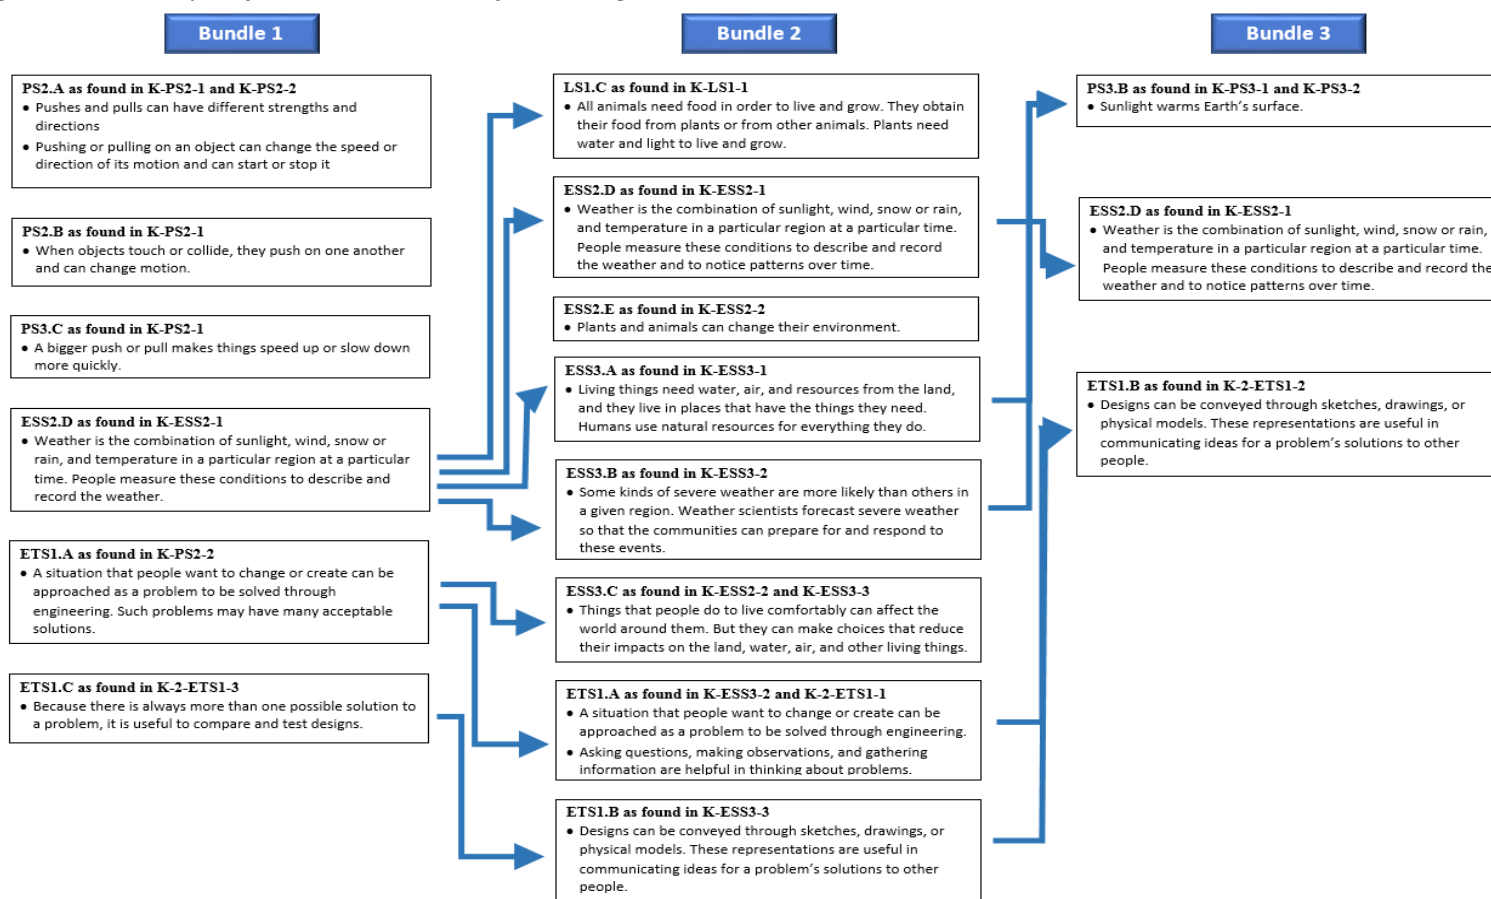 Bundle 1
PS2.A as found in K-PS2-1 and K-PS2-2
• Pushes and pulls can have different strengths and
directions
• Pushing or pulling on an object can change the speed or
direction of its motion and can start or stop it
PS2.B as found in K-PS2-1
• When objects touch or collide, they push on one another
and can change motion.
PS3.C as found in K-PS2-1
• A bigger push or pull makes things speed up or slow down
more quickly.
ESS2.D as found in K-ESS2-1
• Weather is the combination of sunlight, wind, snow or
rain, and temperature in a particular region at a particular
time. People measure these conditions to describe and
record the weather.
ETS1.A as found in K-PS2-2
• A situation that people want to change or create can be
approached as a problem to be solved through
engineering. Such problems may have many acceptable
solutions.
ETS1.C as found in K-2-ETS1-3
• Because there is always more than one possible solution to
a problem, it is useful to compare and test designs.
Bundle 2
LS1.C as found in K-LS1-1
• All animals need food in order to live and grow. They obtain
their food from plants or from other animals. Plants need
water and light to live and grow.
ESS2.D as found in K-ESS2-1
• Weather is the combination of sunlight, wind, snow or rain,
and temperature in a particular region at a particular time.
People measure these conditions to describe and record
the weather and to notice patterns over time.
ESS2.E as found in K-ESS2-2
• Plants and animals can change their environment.
ESS3.A as found in K-ESS3-1
• Living things need water, air, and resources from the land,
and they live in places that have the things they need.
Humans use natural resources for everything they do.
ESS3.B as found in K-ESS3-2
• Some kinds of severe weather are more likely than others in
a given region. Weather scientists forecast severe weather
so that the communities can prepare for and respond to
these events.
ESS3.C as found in K-ESS2-2 and K-ESS3-3
• Things that people do to live comfortably can affect the
world around them. But they can make choices that reduce
their impacts on the land, water, air, and other living things.
ETS1.A as found in K-ESS3-2 and K-2-ETS1-1
• A situation that people want to change or create can be
approached as a problem to be solved through engineering.
• Asking questions, making observations, and gathering
information are helpful in thinking about problems.
ETS1.B as found in K-ESS3-3
• Designs can be conveyed through sketches, drawings, or
physical models. These representations are useful in
communicating ideas for a problem's solutions to other
people.
Bundle 3
PS3.B as found in K-PS3-1 and K-PS3-2
• Sunlight warms Earth's surface.
ESS2.D as found in K-ESS2-1
• Weather is the combination of sunlight, wind, snow or rain,
and temperature in a particular region at a particular time.
People measure these conditions to describe and record the
weather and to notice patterns over time.
ETS1.B as found in K-2-ETS1-2
• Designs can be conveyed through sketches, drawings, or
physical models. These representations are useful in
communicating ideas for a problem's solutions to other
people.